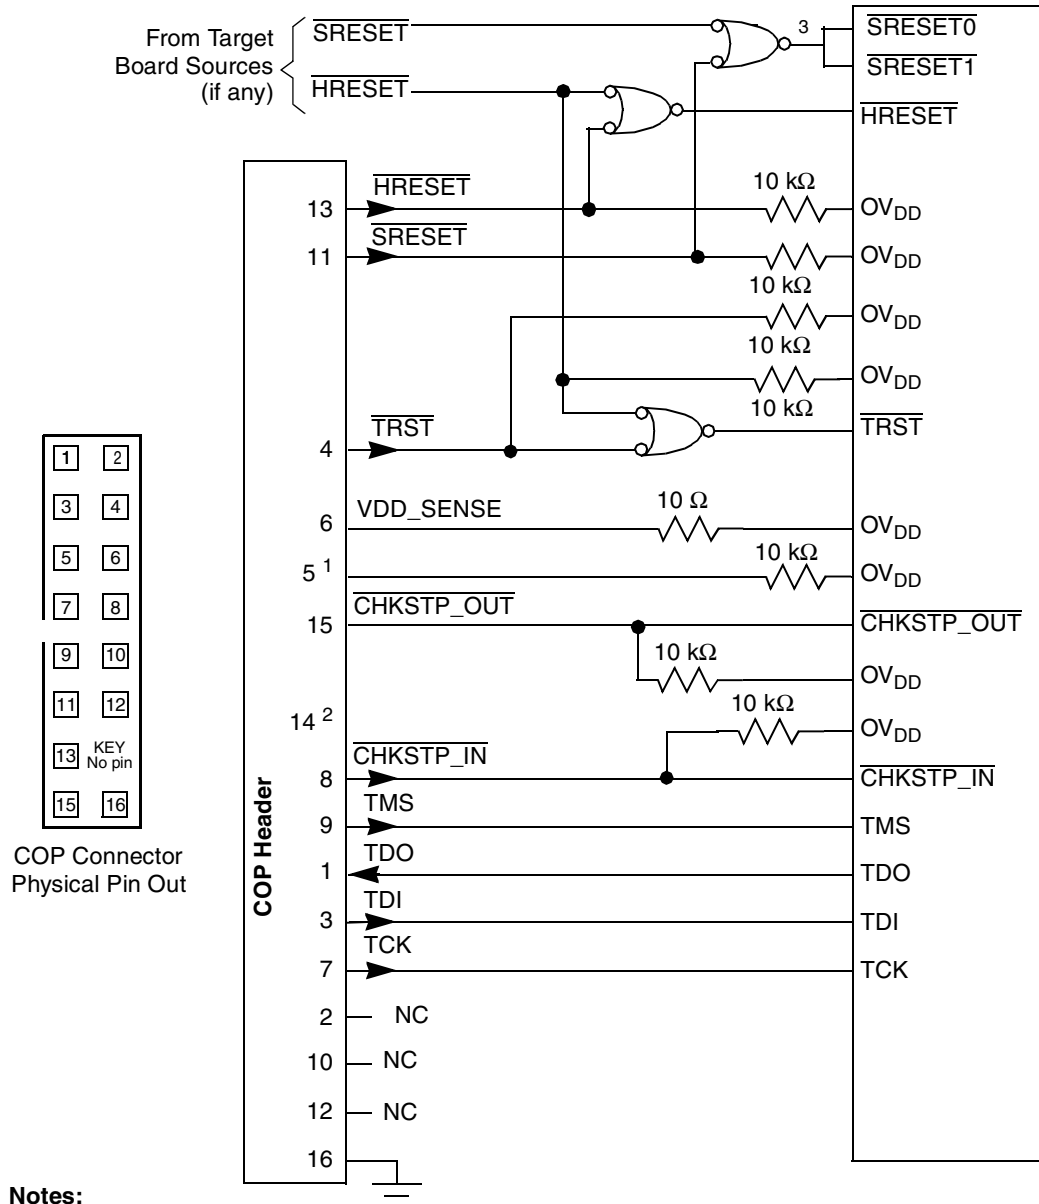 From Target
Board Sources
(if any)
SRESET
HRESET
3
SRESET0
SRESET1
HRESET
13
HRESET
10 kΩ
OVDD
11
SRESET
10 kΩ
OVDD
10 kΩ
OVDD
10 kΩ
OVDD
4
TRST
TRST
6
VDD_SENSE
10 Ω
OVDD
5 1
10 kΩ
OVDD
15
CHKSTP_OUT
CHKSTP_OUT
10 kΩ
OVDD
14 2
10 kΩ
OVDD
8
CHKSTP_IN
CHKSTP_IN
9
TMS
TMS
1
TDO
TDO
3
TDI
TDI
7
TCK
TCK
2
NC
10
NC
12
NC
16
COP Header
1 2
3 4
5 6
7 8
9 10
11 12
13 KEY
No pin
15 16
COP Connector
Physical Pin Out
Notes: